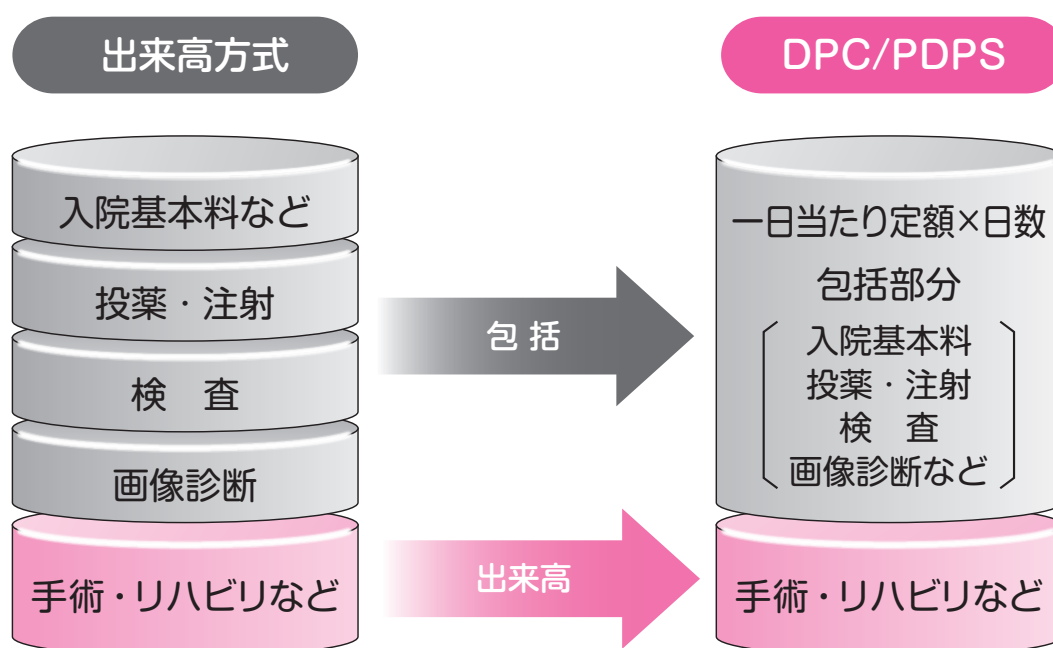 出来高方式
DPC/PDPS
入院基本料など
投薬・注射
検　査
画像診断
手術・リハビリなど
包 括
出来高
一日当たり定額×日数
包括部分
入院基本料
投薬・注射
検　査
画像診断など
手術・リハビリなど